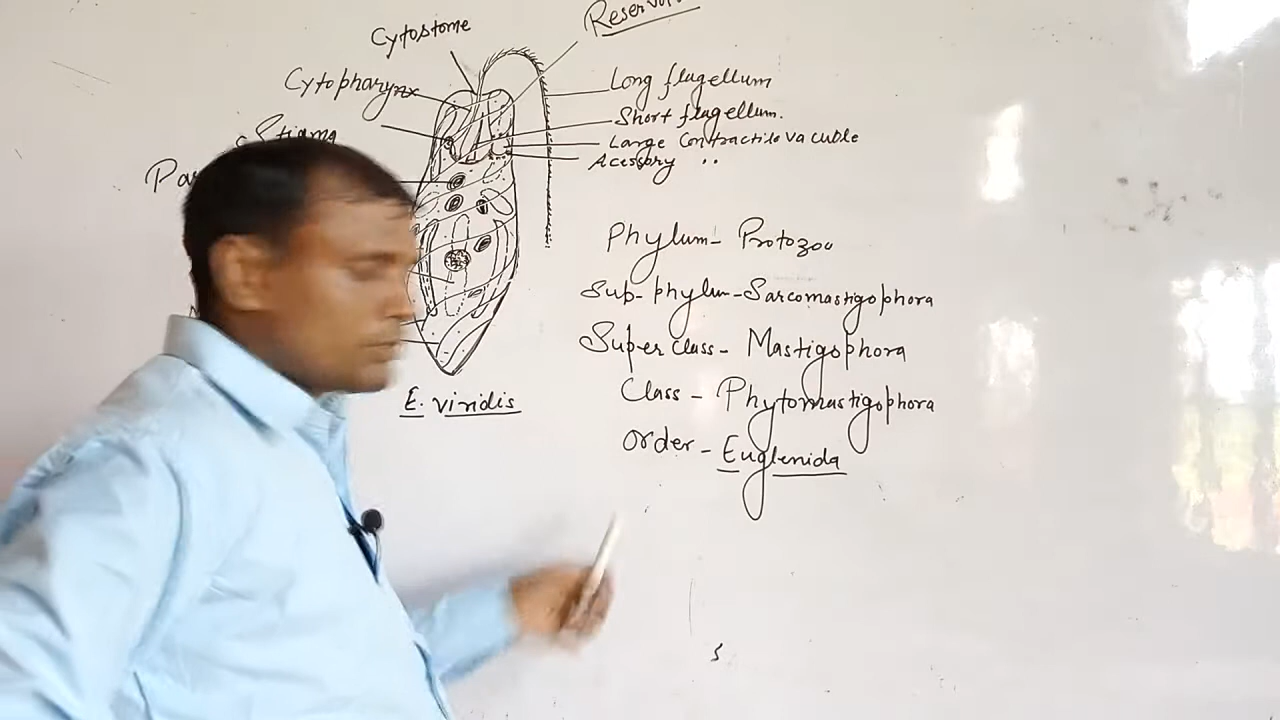 Cytostome
Cytopharynx
Stigma
Long flagellum
Short flagellum.
Large Contractile vacuole
Acessory ,,
Phylum- Protozoa
Sub-phylum-Sarcomastigophora
Super class- Mastigophora
Class - Phytomastigophora
order- Euglenida
E. viridis